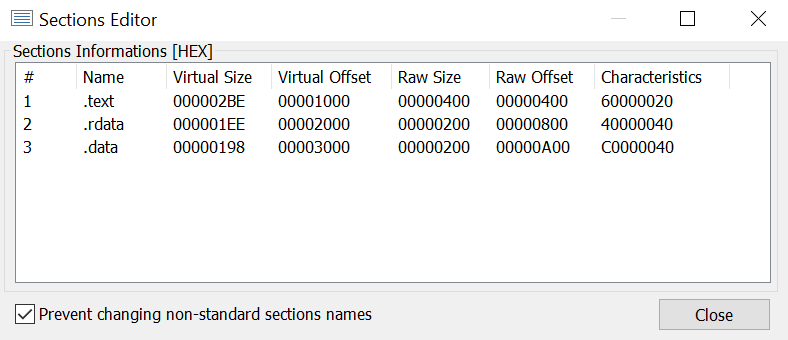 Sections Editor
Sections Informations [HEX]
# Name Virtual Size Virtual Offset Raw Size Raw Offset Characteristics
1 .text 000002BE 00001000 00000400 00000400 60000020
2 .rdata 000001EE 00002000 00000200 00000800 40000040
3 .data 00000198 00003000 00000200 00000A00 C0000040
Prevent changing non-standard sections names
Close